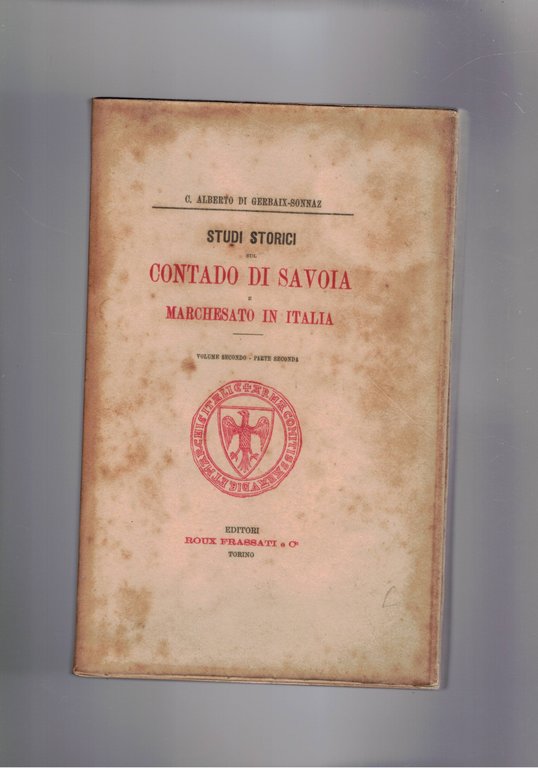 C. ALBERTO DI GERBAIX-SONNAZ
STUDI STORICI
SUL
CONTADO DI SAVOIA
E
MARCHESATO IN ITALIA
VOLUME SECONDO - PARTE SECONDA
EDITORI
ROUX FRASSATI e Cº
TORINO